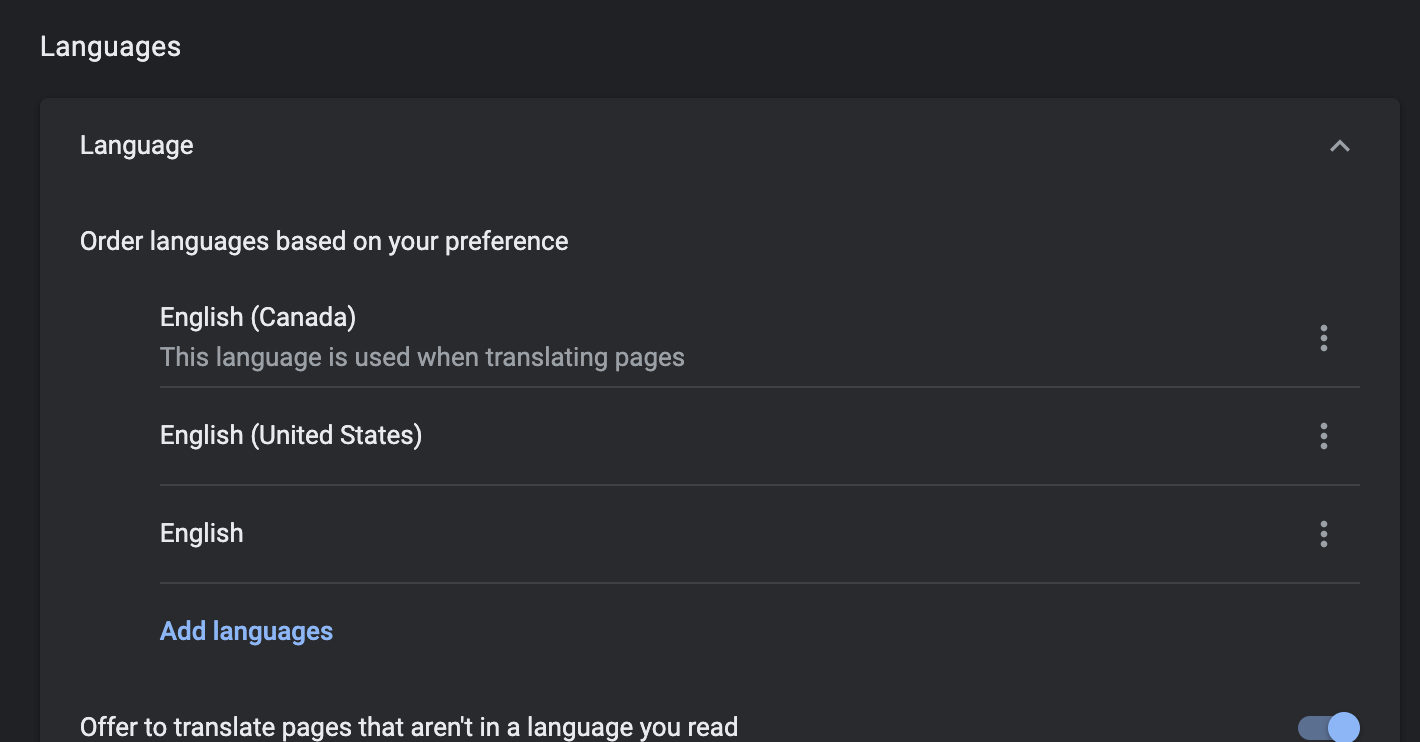 Languages
Language
Order languages based on your preference
English (Canada)
This language is used when translating pages
English (United States)
English
Add languages
Offer to translate pages that aren't in a language you read